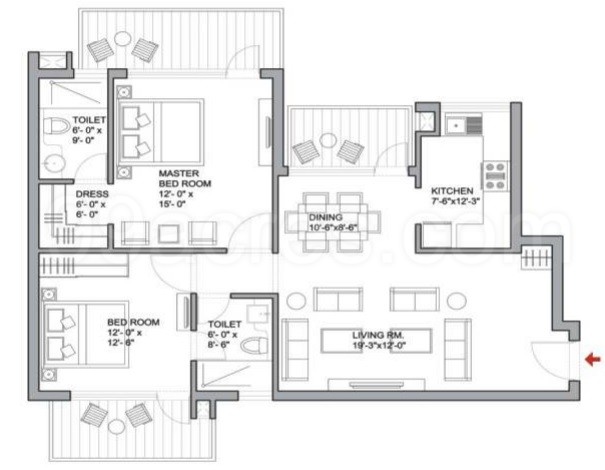 TOILET
6'- 0" x
9'- 0"
MASTER
BED ROOM
12'- 0" x
15'- 0"
DRESS
6'- 0" x
6'- 0"
KITCHEN
7'-6"x12'-3"
DINING
10'-6"x8'-6"
BED ROOM
12'- 0" x
12'- 6"
TOILET
6'- 0" x
8'- 6"
LIVING RM.
19'-3"x12'-0"